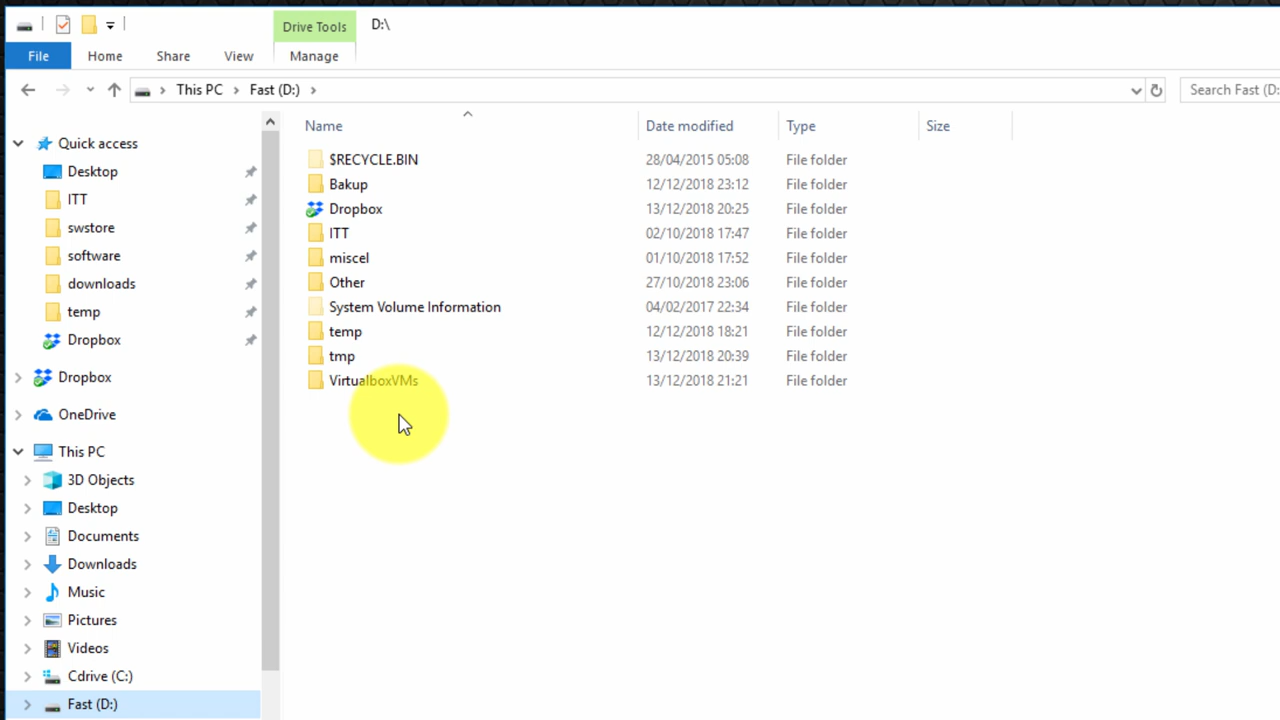 Drive Tools D:\
File Home Share View Manage
This PC Fast (D:) Search Fast (D:
Name Date modified Type Size
$RECYCLE.BIN 28/04/2015 05:08 File folder
Bakup 12/12/2018 23:12 File folder
Dropbox 13/12/2018 20:25 File folder
ITT 02/10/2018 17:47 File folder
miscel 01/10/2018 17:52 File folder
Other 27/10/2018 23:06 File folder
System Volume Information 04/02/2017 22:34 File folder
temp 12/12/2018 18:21 File folder
tmp 13/12/2018 20:39 File folder
VirtualboxVMs 13/12/2018 21:21 File folder
Quick access
Desktop
ITT
swstore
software
downloads
temp
Dropbox
Dropbox
OneDrive
This PC
3D Objects
Desktop
Documents
Downloads
Music
Pictures
Videos
Cdrive (C:)
Fast (D:)